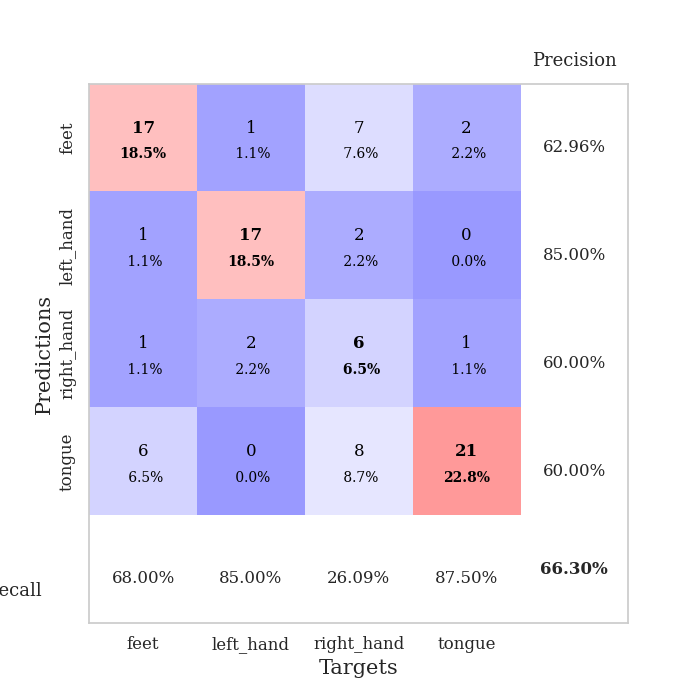 Precision
feet
17 1 7 2
18.5% 1.1% 7.6% 2.2%
62.96%
left_hand
1 17 2 0
1.1% 18.5% 2.2% 0.0%
85.00%
Predictions
right_hand
1 2 6 1
1.1% 2.2% 6.5% 1.1%
60.00%
tongue
6 0 8 21
6.5% 0.0% 8.7% 22.8%
60.00%
ecall
68.00% 85.00% 26.09% 87.50%
66.30%
feet left_hand right_hand tongue
Targets